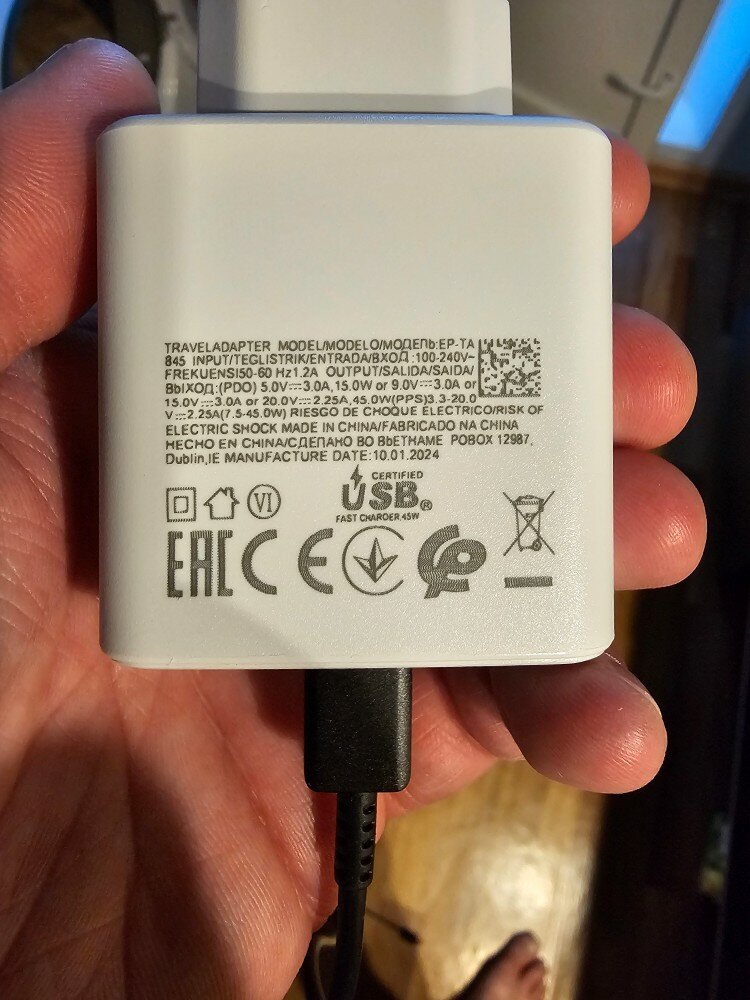 TRAVELADAPTER MODEL/MODELO/МОДЕПЬ:EP-TA
845 INPUT/TEGLISTRIK/ENTRADA/ВХОД:100-240V~
FREKUENSI50-60 Hz1.2A OUTPUT/SALIDA/SAIDA/
ВЫХОД:(PDO) 5.0V⎓3.0A,15.0W or 9.0V⎓3.0A or
15.0V⎓3.0A or 20.0V⎓2.25A,45.0W(PPS)3.3-20.0
V⎓2.25A(7.5-45.0W) RIESGO DE CHOQUE ELECTRICO/RISK OF
ELECTRIC SHOCK MADE IN CHINA/FABRICADO NA CHINA
HECHO EN CHINA/СДЕПАНО ВО ВЬЕТНАМЕ POBOX 12987,
Dublin,IE MANUFACTURE DATE:10.01.2024
VI
CERTIFIED
USB®
FAST CHARDER.45W
EAC CE